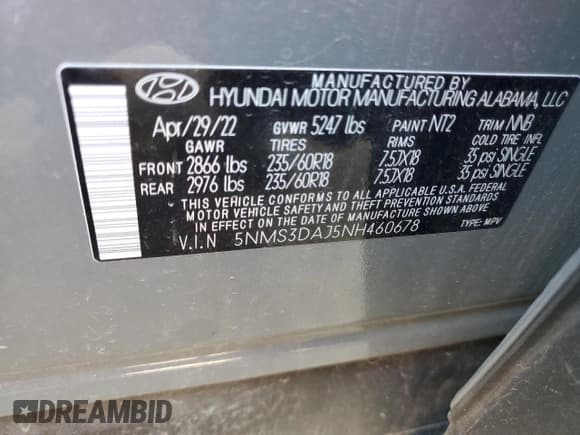 MANUFACTURED BY
HYUNDAI MOTOR MANUFACTURING ALABAMA, LLC
Apr/29/22 GVWR 5247 lbs PAINT NT2 TRIM NNB
GAWR TIRES RIMS COLD TIRE INFL
FRONT 2866 lbs 235/60R18 7.5JX18 35 psi SINGLE
REAR 2976 lbs 235/60R18 7.5JX18 35 psi SINGLE
THIS VEHICLE CONFORMS TO ALL APPLICABLE U.S.A. FEDERAL
MOTOR VEHICLE SAFETY AND THEFT PREVENTION STANDARDS IN EFFECT ON THE DATE OF MANUFACTURE SHOWN ABOVE.
V.I.N 5NMS3DAJ5NH460678 TYPE: MPV
DREAMBID